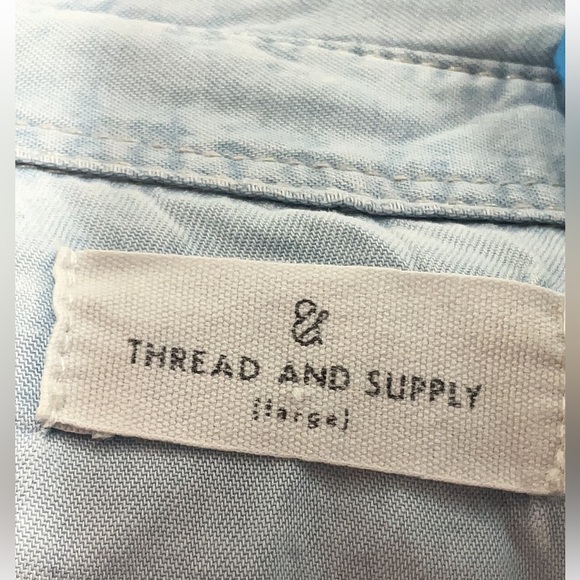 &
THREAD AND SUPPLY
{large}